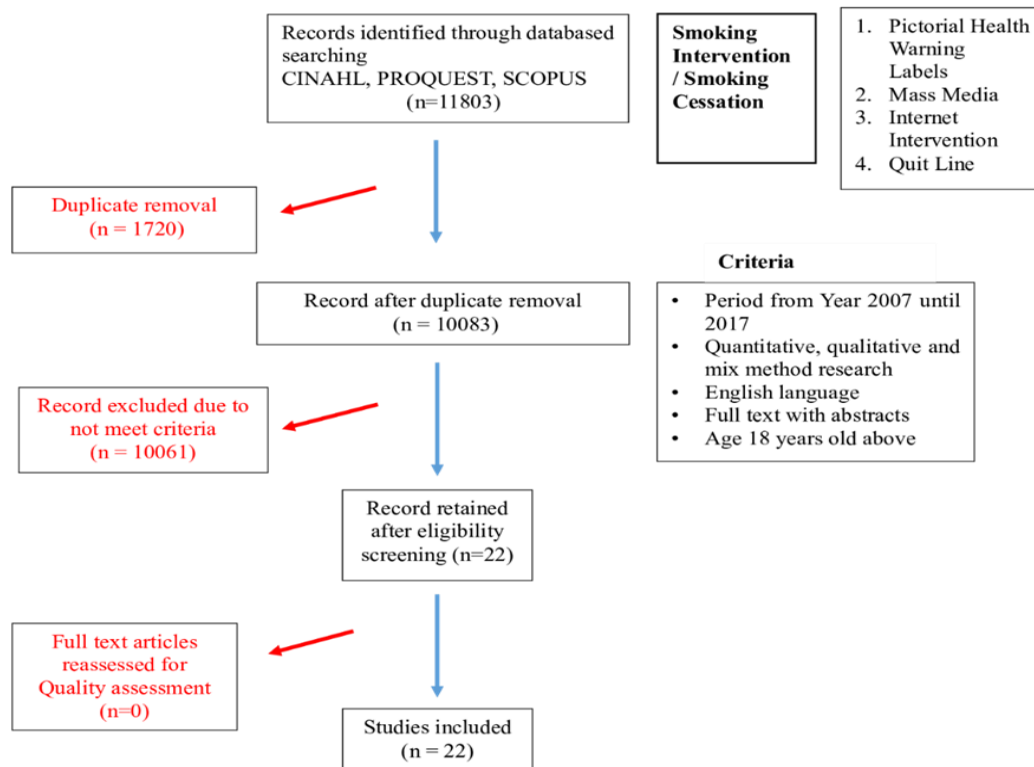 Records identified through databased
searching
CINAHL, PROQUEST, SCOPUS
(n=11803)
Smoking
Intervention
/ Smoking
Cessation
1. Pictorial Health
Warning
Labels
2. Mass Media
3. Internet
Intervention
4. Quit Line
Duplicate removal
(n = 1720)
Record after duplicate removal
(n = 10083)
Criteria
• Period from Year 2007 until
2017
• Quantitative, qualitative and
mix method research
• English language
• Full text with abstracts
• Age 18 years old above
Record excluded due to
not meet criteria
(n = 10061)
Record retained
after eligibility
screening (n=22)
Full text articles
reassessed for
Quality assessment
(n=0)
Studies included
(n = 22)